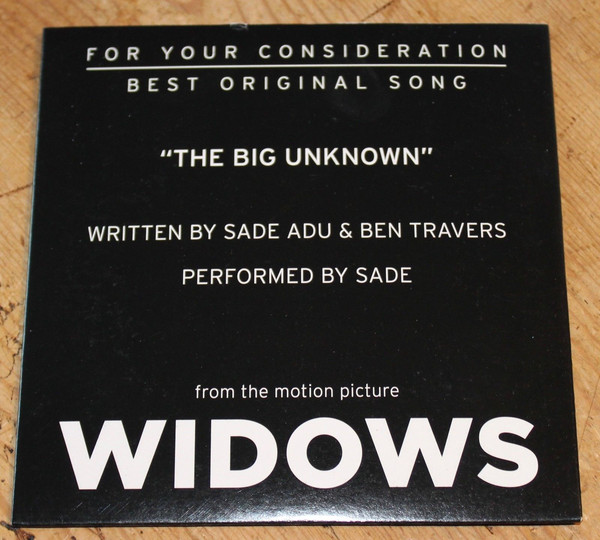 FOR YOUR CONSIDERATION
BEST ORIGINAL SONG
“THE BIG UNKNOWN”
WRITTEN BY SADE ADU & BEN TRAVERS
PERFORMED BY SADE
from the motion picture
WIDOWS